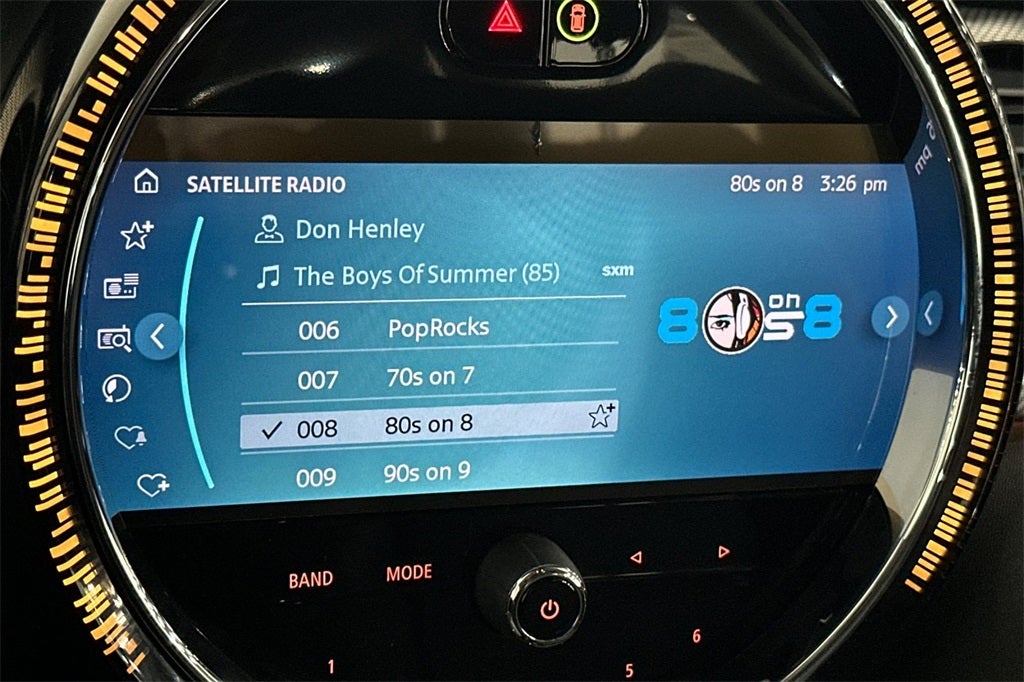 SATELLITE RADIO
80s on 8 3:26 pm
Don Henley
The Boys Of Summer (85)
sxm
006 PopRocks
007 70s on 7
008 80s on 8
009 90s on 9
80s on 8
BAND
MODE
1
5
6